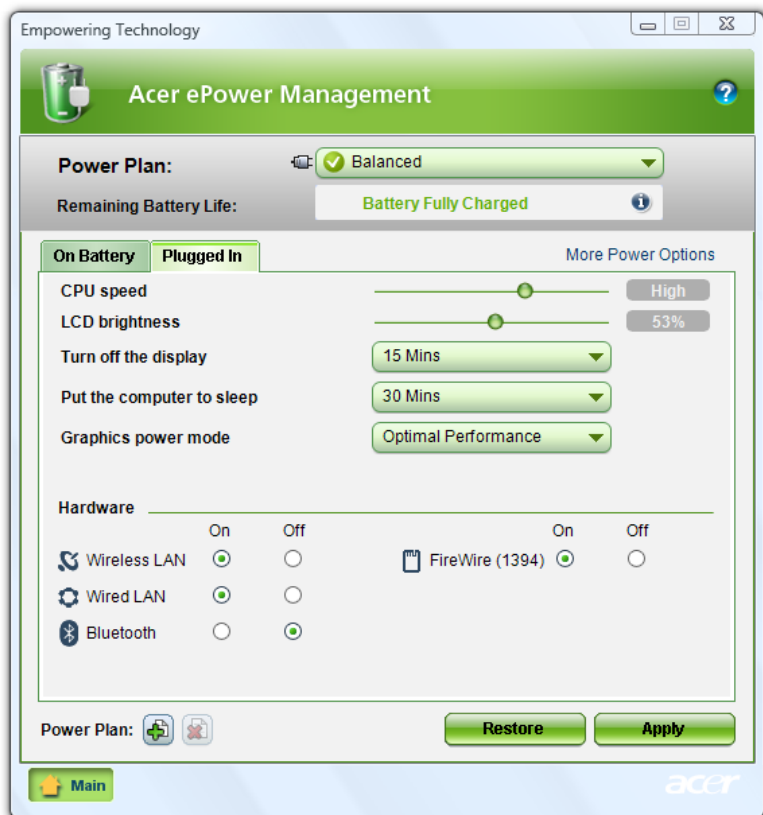 Empowering Technology
Acer ePower Management
Power Plan: Balanced
Remaining Battery Life: Battery Fully Charged
On Battery Plugged In More Power Options
CPU speed High
LCD brightness 53%
Turn off the display 15 Mins
Put the computer to sleep 30 Mins
Graphics power mode Optimal Performance
Hardware
On Off On Off
Wireless LAN FireWire (1394)
Wired LAN
Bluetooth
Power Plan: Restore Apply
Main acer